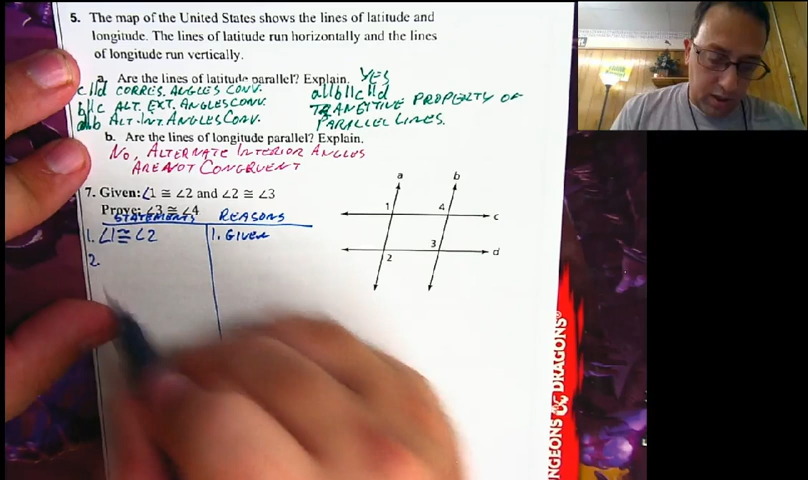 5. The map of the United States shows the lines of latitude and
longitude. The lines of latitude run horizontally and the lines
of longitude run vertically.
a. Are the lines of latitude parallel? Explain. YES
c||d CORRES. ANGLES CONV.
b||c ALT. EXT. ANGLES CONV.
a||b ALT. INT. ANGLES CONV.
a||b||c||d
TRANSITIVE PROPERTY OF
PARALLEL LINES.
b. Are the lines of longitude parallel? Explain.
NO, ALTERNATE INTERIOR ANGLES
ARE NOT CONGRUENT
7. Given: ∠1 ≅ ∠2 and ∠2 ≅ ∠3
Prove: ∠3 ≅ ∠4
STATEMENTS REASONS
1. ∠1 ≅ ∠2 1. GIVEN
2.
a b
1 4 c
3
2 d
DUNGEONS & DRAGONS